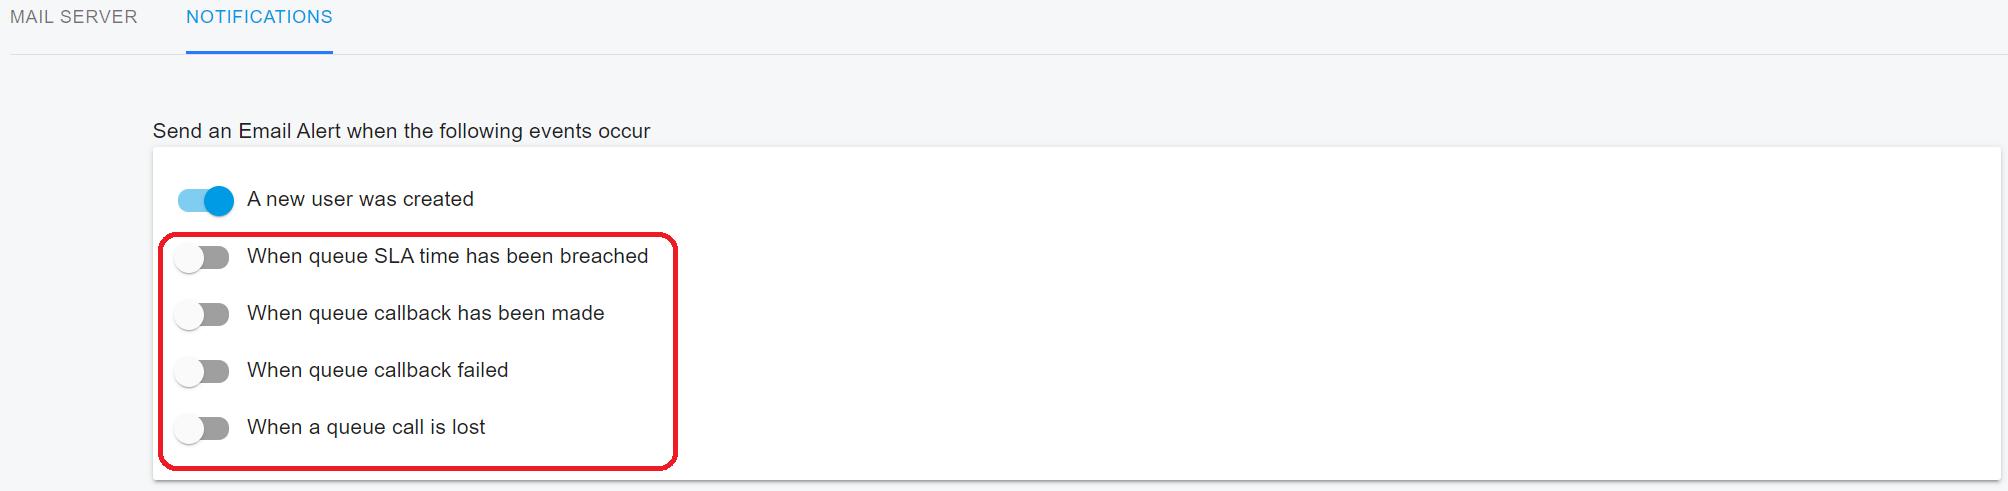 MAIL SERVER NOTIFICATIONS
Send an Email Alert when the following events occur
A new user was created
When queue SLA time has been breached
When queue callback has been made
When queue callback failed
When a queue call is lost